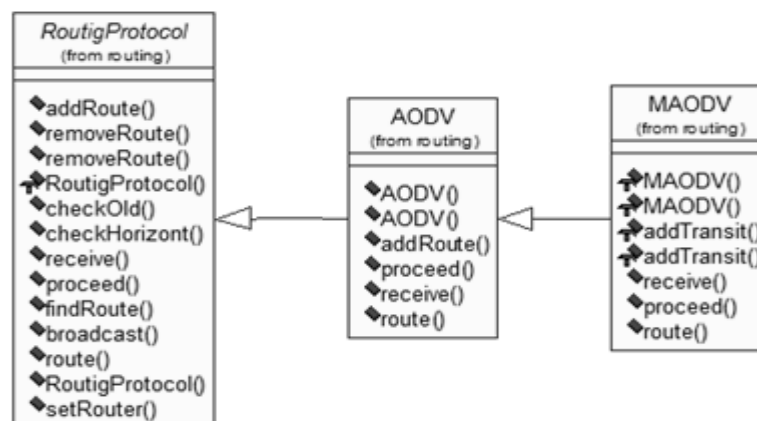 RoutigProtocol
(from routing)
addRoute()
removeRoute()
removeRoute()
RoutigProtocol()
checkOld()
checkHorizont()
receive()
proceed()
findRoute()
broadcast()
route()
RoutigProtocol()
setRouter()
AODV
(from routing)
AODV()
AODV()
addRoute()
proceed()
receive()
route()
MAODV
(from routing)
MAODV()
MAODV()
addTransit()
addTransit()
receive()
proceed()
route()